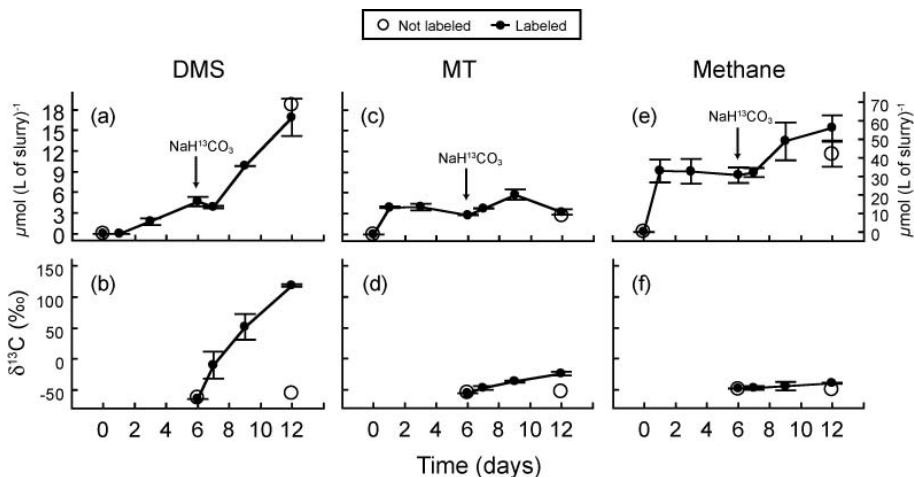 Not labeled Labeled
DMS MT Methane
(a) (c) (e)
NaH¹³CO₃ NaH¹³CO₃ NaH¹³CO₃
µmol (L of slurry)⁻¹
18
15
12
9
6
3
0
70
60
50
40
30
20
10
0
µmol (L of slurry)⁻¹
(b) (d) (f)
δ¹³C (‰)
150
100
50
0
-50
0 2 4 6 8 10 12 0 2 4 6 8 10 12 0 2 4 6 8 10 12
Time (days)